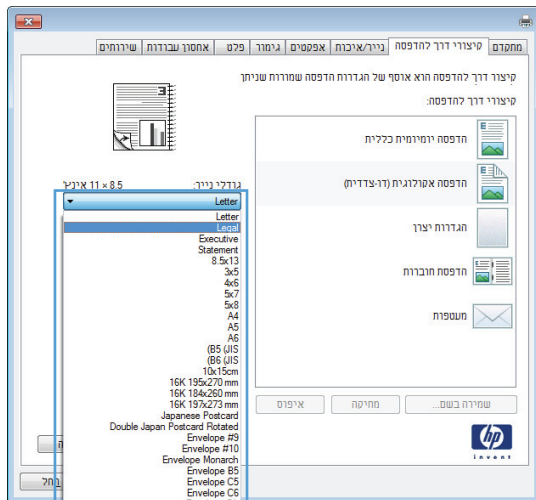 מתקדם
קיצורי דרך להדפסה
נייר/איכות
אפקטים
גימור
פלט
אחסון עבודות
שירותים
קיצור דרך להדפסה הוא אוסף של הגדרות הדפסה שמורות שניתן
קיצורי דרך להדפסה:
הדפסה יומיומית כללית
הדפסה אקולוגית (דו-צדדית)
הגדרות יצרן
הדפסת חוברות
מעטפות
שמירה בשם...
מחיקה
איפוס
hp
invent
גודלי נייר:
8.5 × 11 אינץ'
Letter
Letter
Legal
Executive
Statement
8.5x13
3x5
4x6
5x7
5x8
A4
A5
A6
(B5 (JIS
(B6 (JIS
10x15cm
16K 195x270 mm
16K 184x260 mm
16K 197x273 mm
Japanese Postcard
Double Japan Postcard Rotated
Envelope #9
Envelope #10
Envelope Monarch
Envelope B5
Envelope C5
Envelope C6